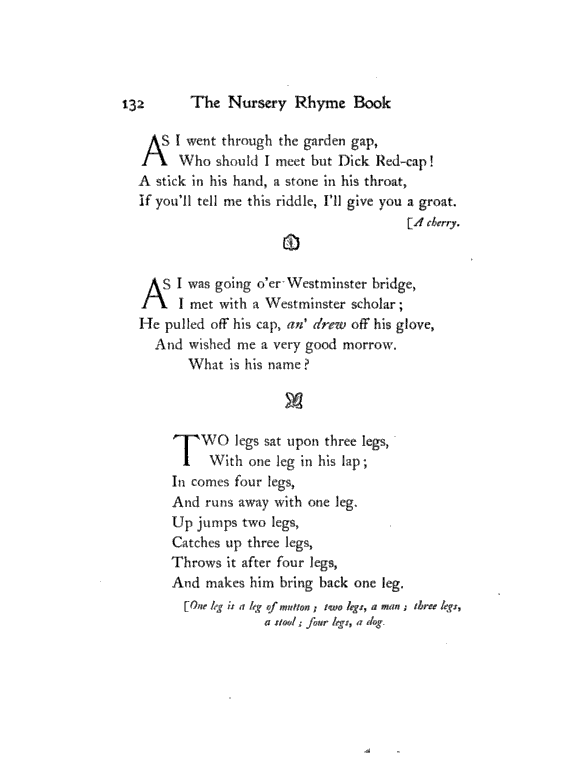 132 The Nursery Rhyme Book
AS I went through the garden gap,
Who should I meet but Dick Red-cap!
A stick in his hand, a stone in his throat,
If you'll tell me this riddle, I'll give you a groat.
[A cherry.
AS I was going o'er Westminster bridge,
I met with a Westminster scholar;
He pulled off his cap, an' drew off his glove,
And wished me a very good morrow.
What is his name?
TWO legs sat upon three legs,
With one leg in his lap;
In comes four legs,
And runs away with one leg.
Up jumps two legs,
Catches up three legs,
Throws it after four legs,
And makes him bring back one leg.
[One leg is a leg of mutton; two legs, a man; three legs,
a stool; four legs, a dog.